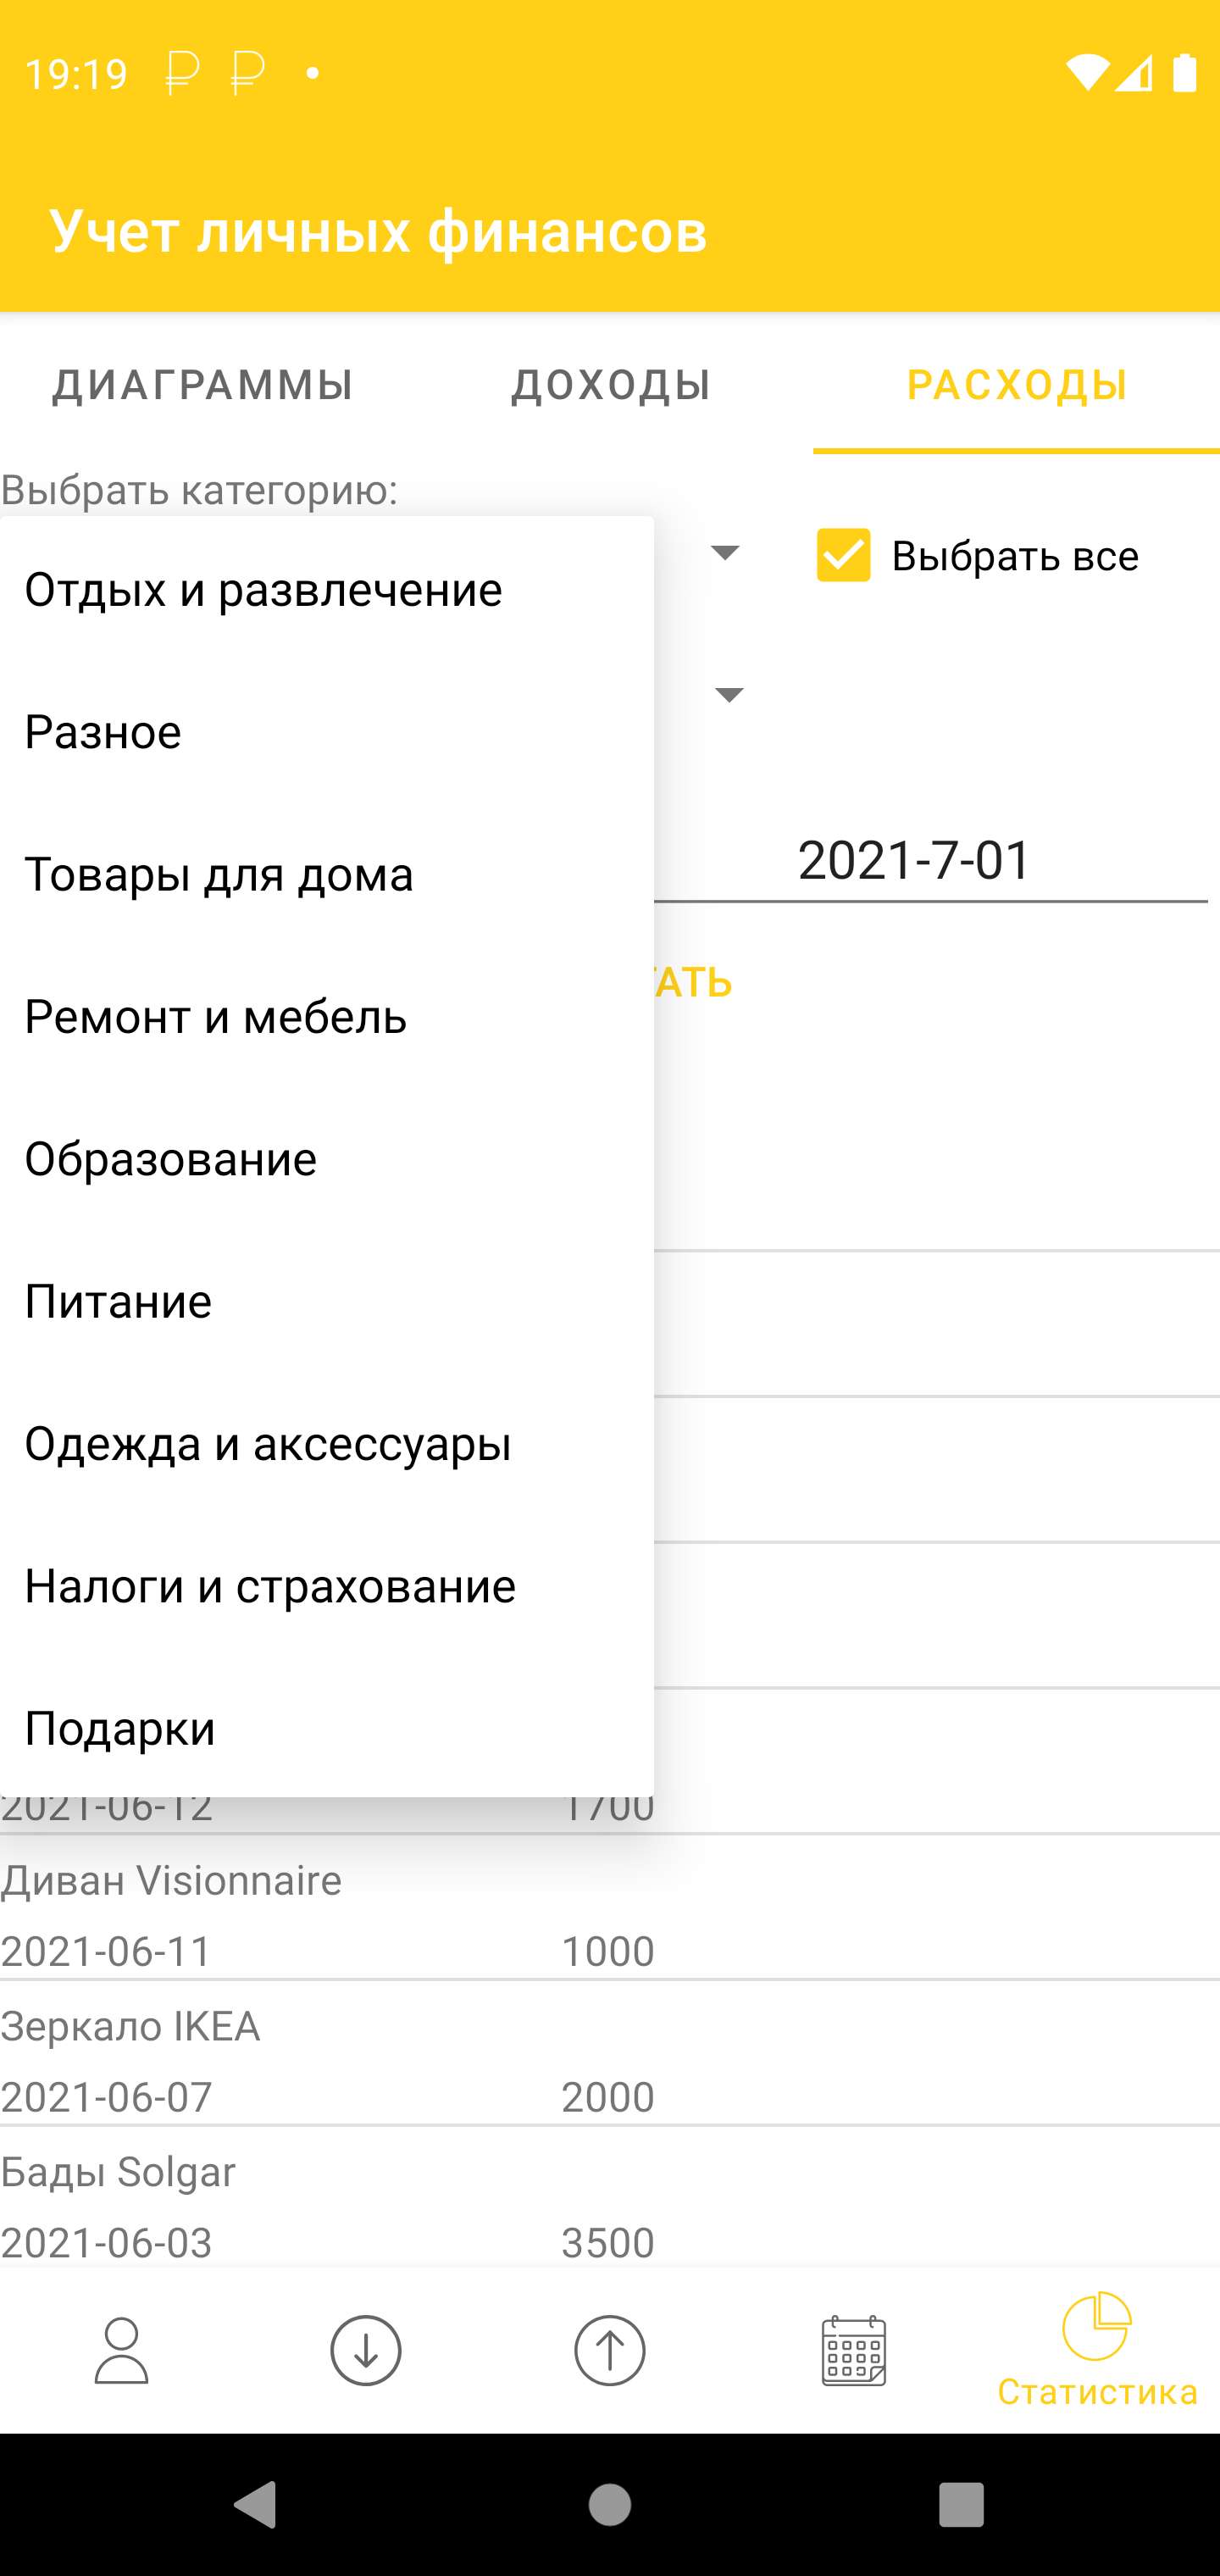 19:19
Учет личных финансов
ДИАГРАММЫ ДОХОДЫ РАСХОДЫ
Выбрать категорию:
Выбрать все
Отдых и развлечение
Разное
Товары для дома
2021-7-01
Ремонт и мебель
Образование
Питание
Одежда и аксессуары
Налоги и страхование
Подарки
2021-06-12 1700
Диван Visionnaire
2021-06-11 1000
Зеркало IKEA
2021-06-07 2000
Бады Solgar
2021-06-03 3500
Статистика